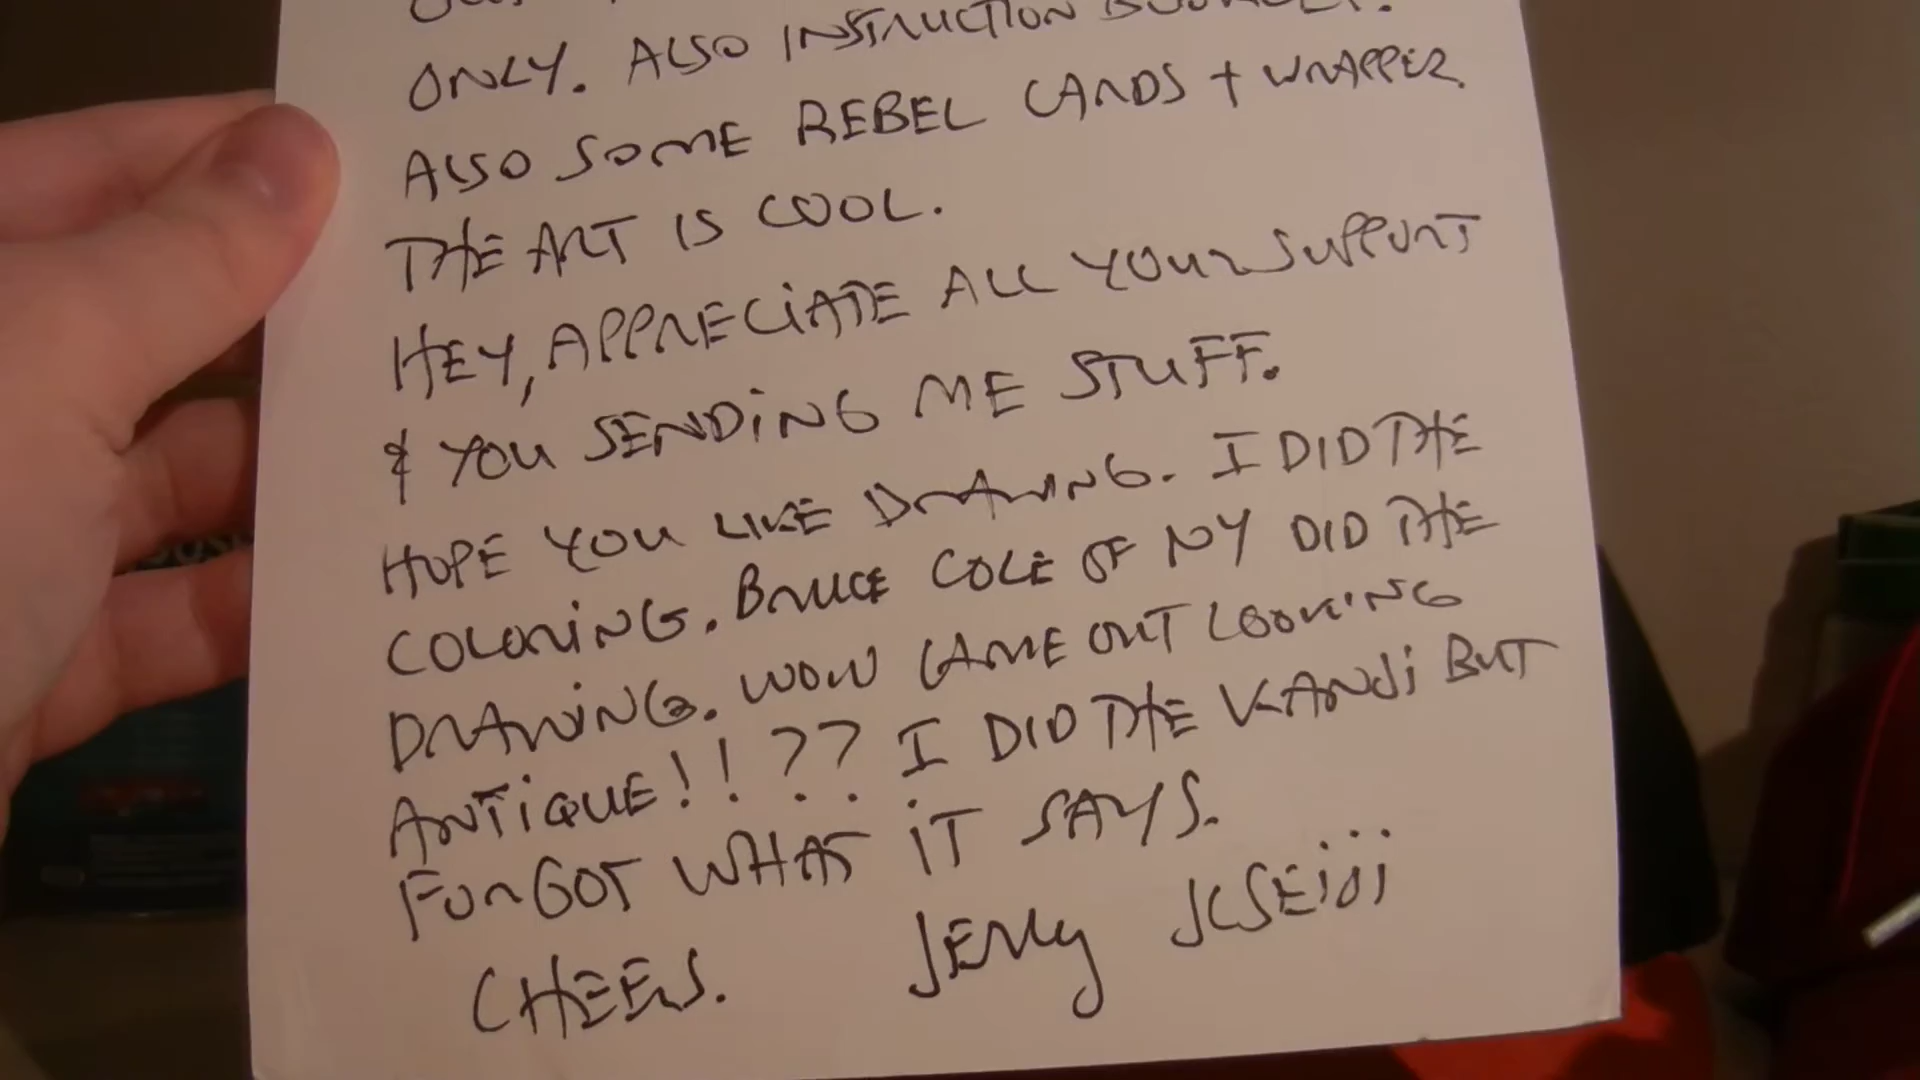 ONLY. ALSO INSTRUCTION BOOKLET.
ALSO SOME REBEL CARDS + WRAPPER.
THE ART IS COOL.
HEY, APPRECIATE ALL YOUR SUPPORT
& YOU SENDING ME STUFF.
HOPE YOU LIKE DRAWING. I DID THE
COLORING. BRUCE COLE OF NY DID THE
DRAWING. WOW CAME OUT LOOKING
ANTIQUE!! ?? I DID THE KANJI BUT
FORGOT WHAT IT SAYS.
CHEERS. JERRY JCSEiJi